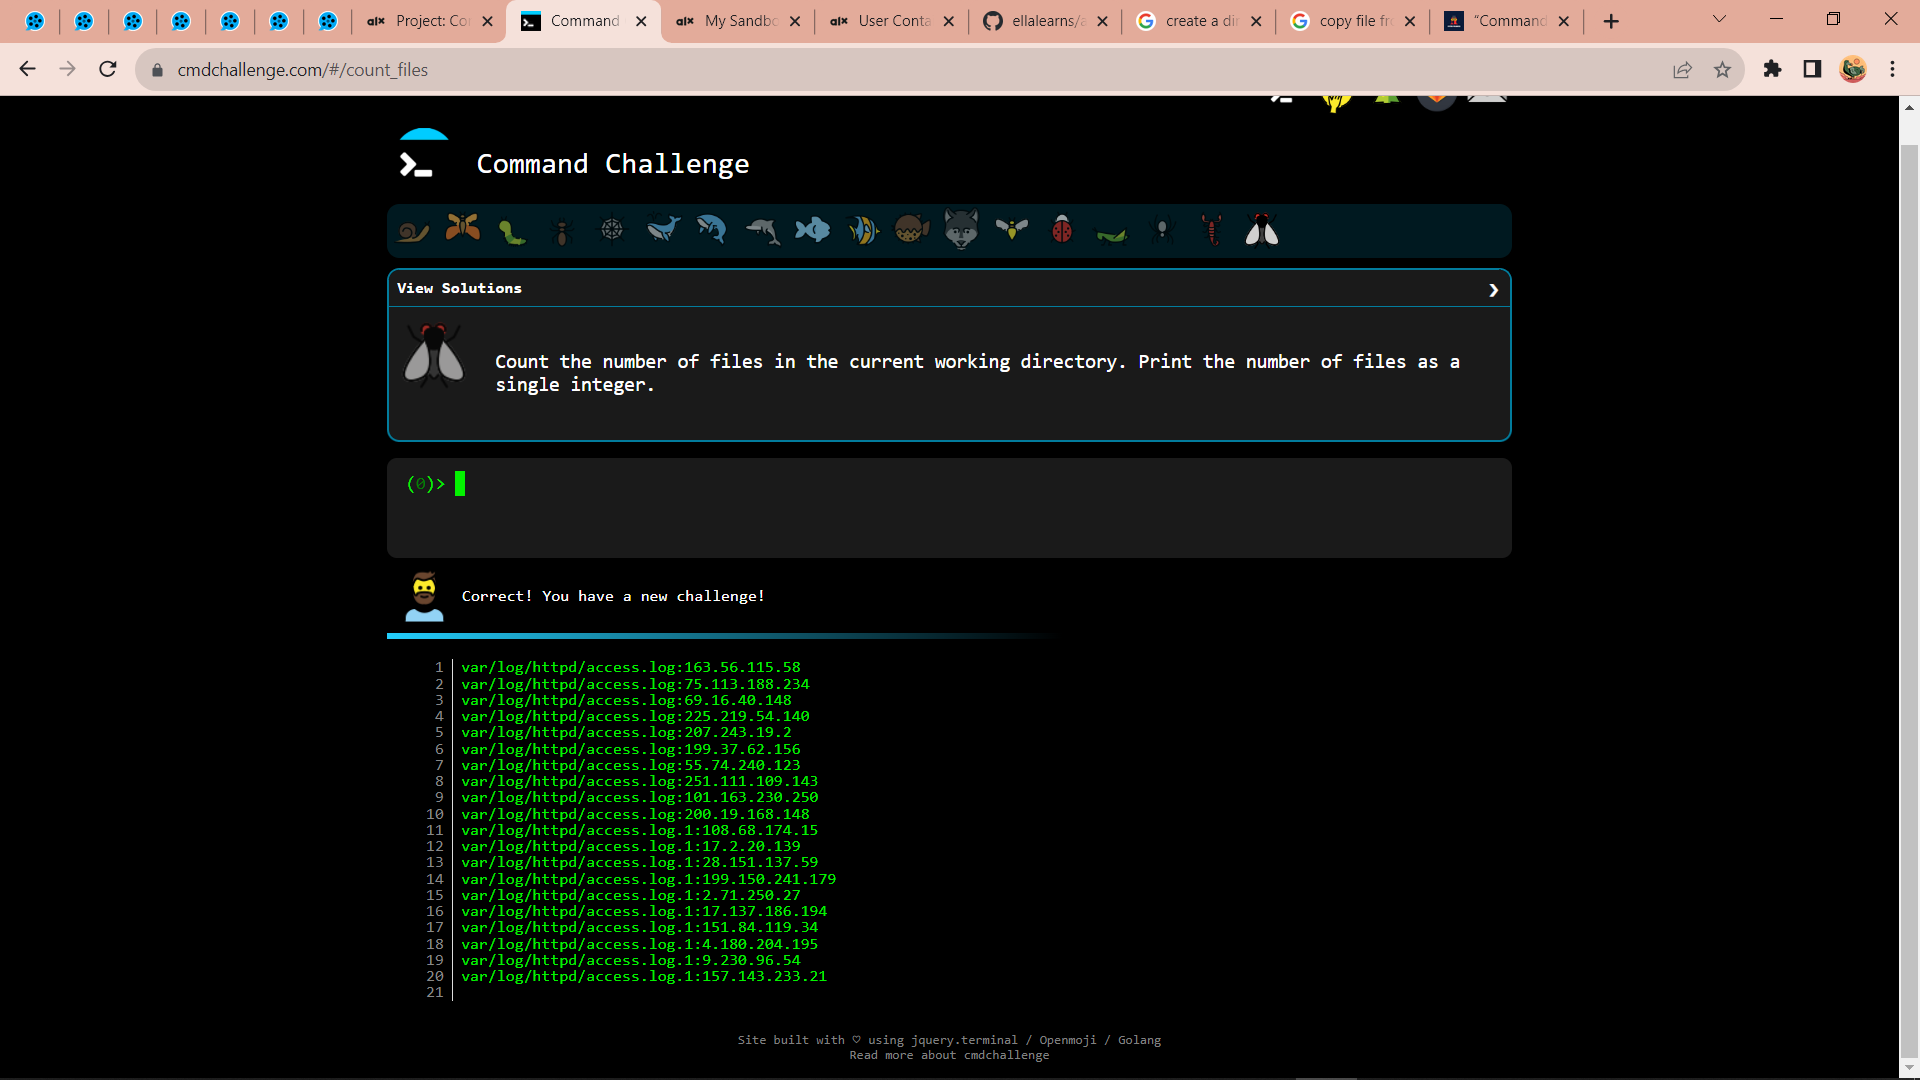 Project: Co
Command
My Sandbo
User Conta
ellalearns/a
create a dir
copy file fro
"Command
cmdchallenge.com/#/count_files
Command Challenge
View Solutions
Count the number of files in the current working directory. Print the number of files as a
single integer.
(0)>
Correct! You have a new challenge!
1 var/log/httpd/access.log:163.56.115.58
2 var/log/httpd/access.log:75.113.188.234
3 var/log/httpd/access.log:69.16.40.148
4 var/log/httpd/access.log:225.219.54.140
5 var/log/httpd/access.log:207.243.19.2
6 var/log/httpd/access.log:199.37.62.156
7 var/log/httpd/access.log:55.74.240.123
8 var/log/httpd/access.log:251.111.109.143
9 var/log/httpd/access.log:101.163.230.250
10 var/log/httpd/access.log:200.19.168.148
11 var/log/httpd/access.log.1:108.68.174.15
12 var/log/httpd/access.log.1:17.2.20.139
13 var/log/httpd/access.log.1:28.151.137.59
14 var/log/httpd/access.log.1:199.150.241.179
15 var/log/httpd/access.log.1:2.71.250.27
16 var/log/httpd/access.log.1:17.137.186.194
17 var/log/httpd/access.log.1:151.84.119.34
18 var/log/httpd/access.log.1:4.180.204.195
19 var/log/httpd/access.log.1:9.230.96.54
20 var/log/httpd/access.log.1:157.143.233.21
21
Site built with ♡ using jquery.terminal / Openmoji / Golang
Read more about cmdchallenge